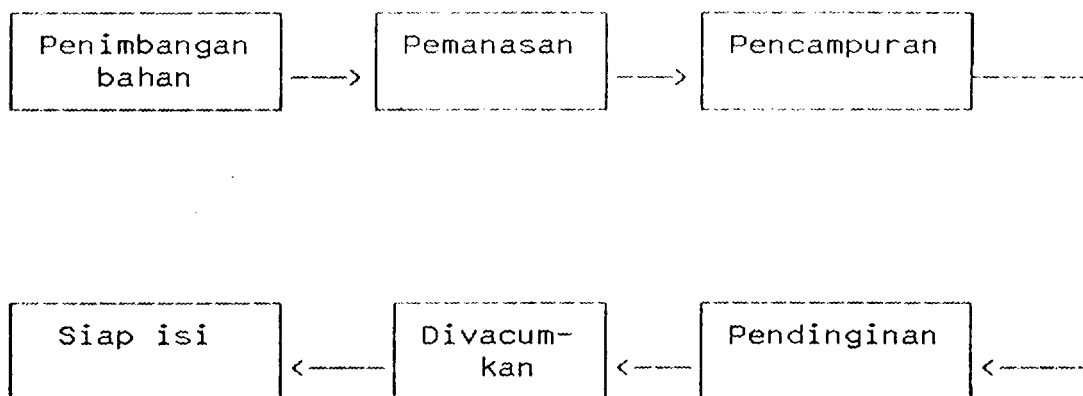 Penimbangan
bahan
Pemanasan
Pencampuran
Siap isi
Divacum-
kan
Pendinginan